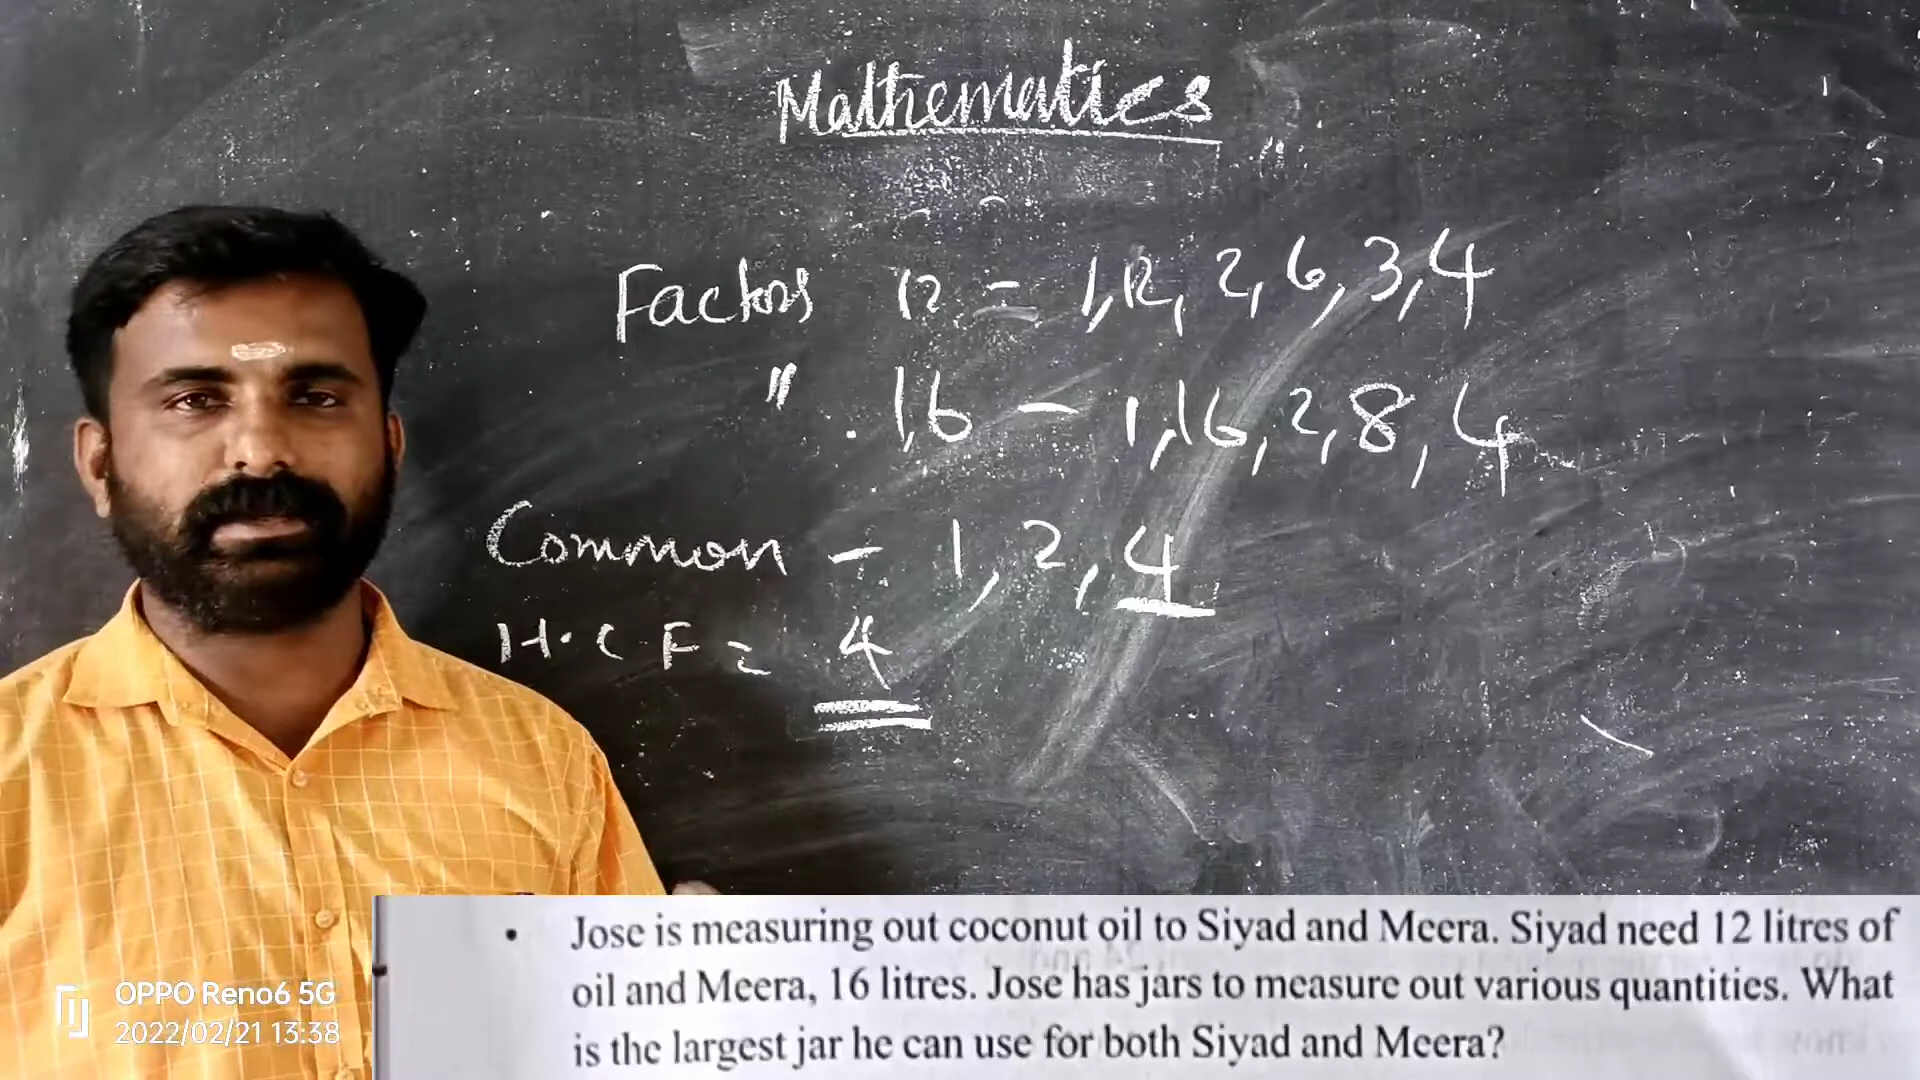 Mathematics
Factors 12 = 1,12, 2, 6, 3, 4
" 16 - 1,16, 2, 8, 4
Common - 1, 2, 4
H.C F = 4
• Jose is measuring out coconut oil to Siyad and Meera. Siyad need 12 litres of
oil and Meera, 16 litres. Jose has jars to measure out various quantities. What
is the largest jar he can use for both Siyad and Meera?
OPPO Reno6 5G
2022/02/21 13:38